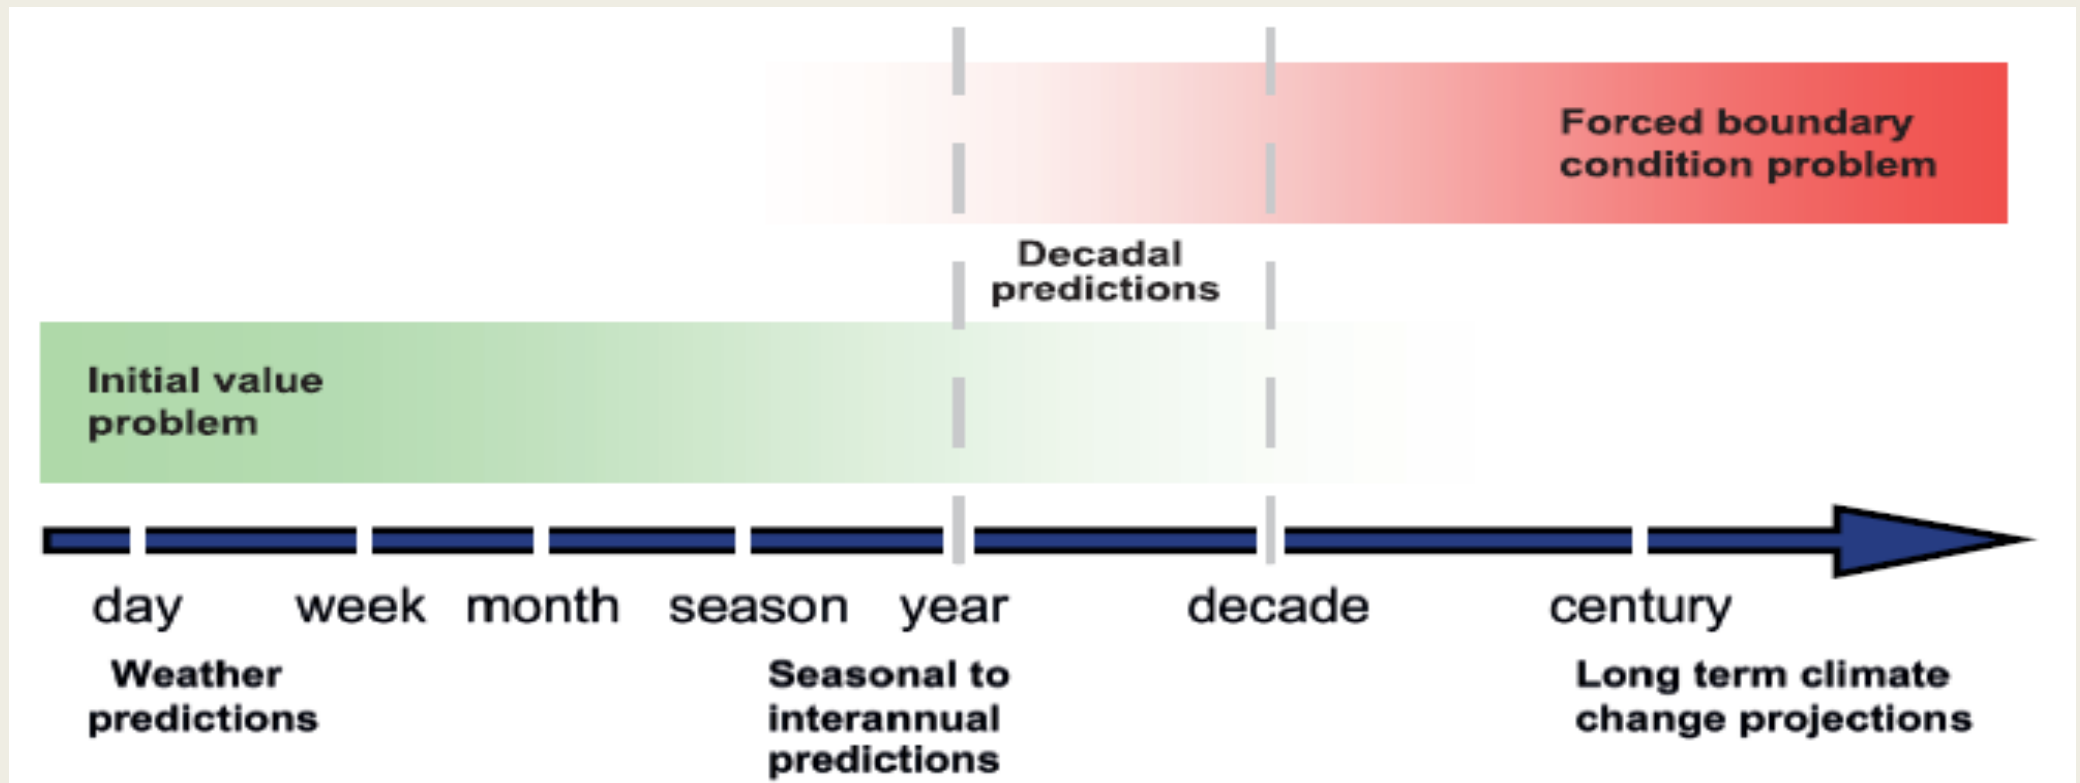 Forced boundary
condition problem
Decadal
predictions
Initial value
problem
day week month season year decade century
Weather
predictions
Seasonal to
interannual
predictions
Long term climate
change projections